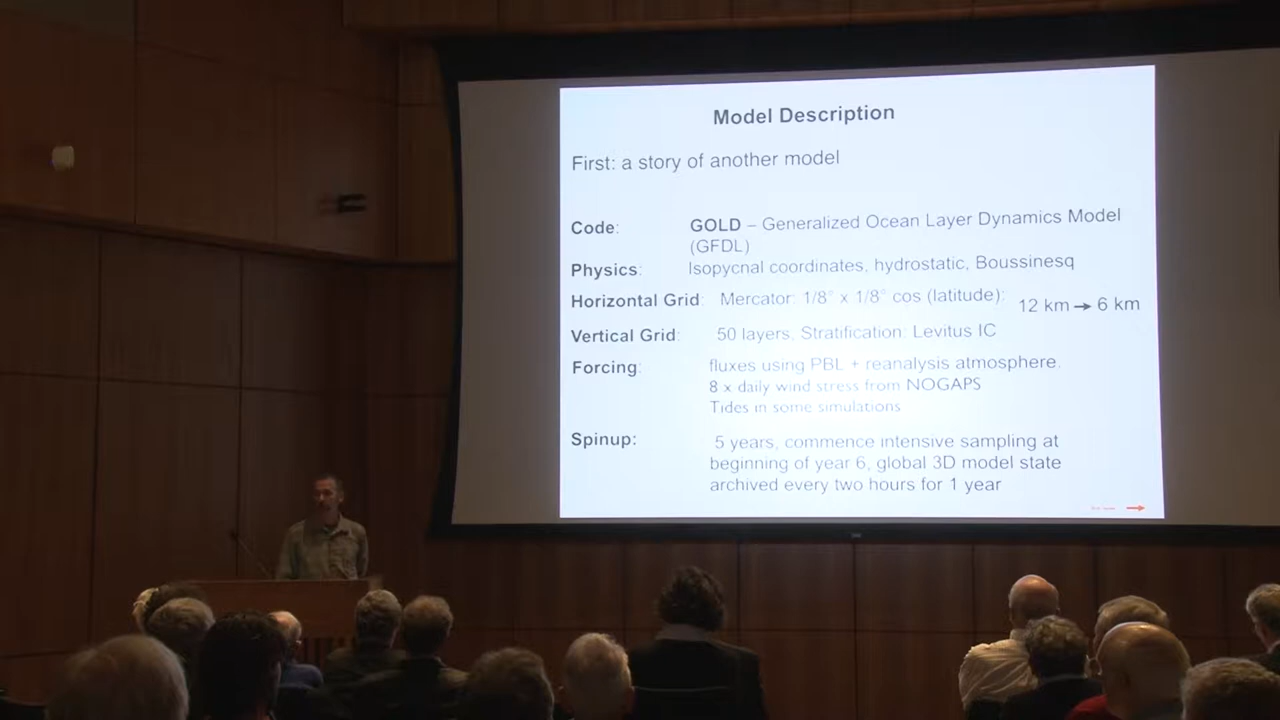 Model Description
First: a story of another model
Code: GOLD – Generalized Ocean Layer Dynamics Model
(GFDL)
Physics: Isopycnal coordinates, hydrostatic, Boussinesq
Horizontal Grid: Mercator: 1/8° x 1/8° cos (latitude): 12 km → 6 km
Vertical Grid: 50 layers, Stratification: Levitus IC
Forcing: fluxes using PBL + reanalysis atmosphere.
8 x daily wind stress from NOGAPS
Tides in some simulations
Spinup: 5 years, commence intensive sampling at
beginning of year 6, global 3D model state
archived every two hours for 1 year